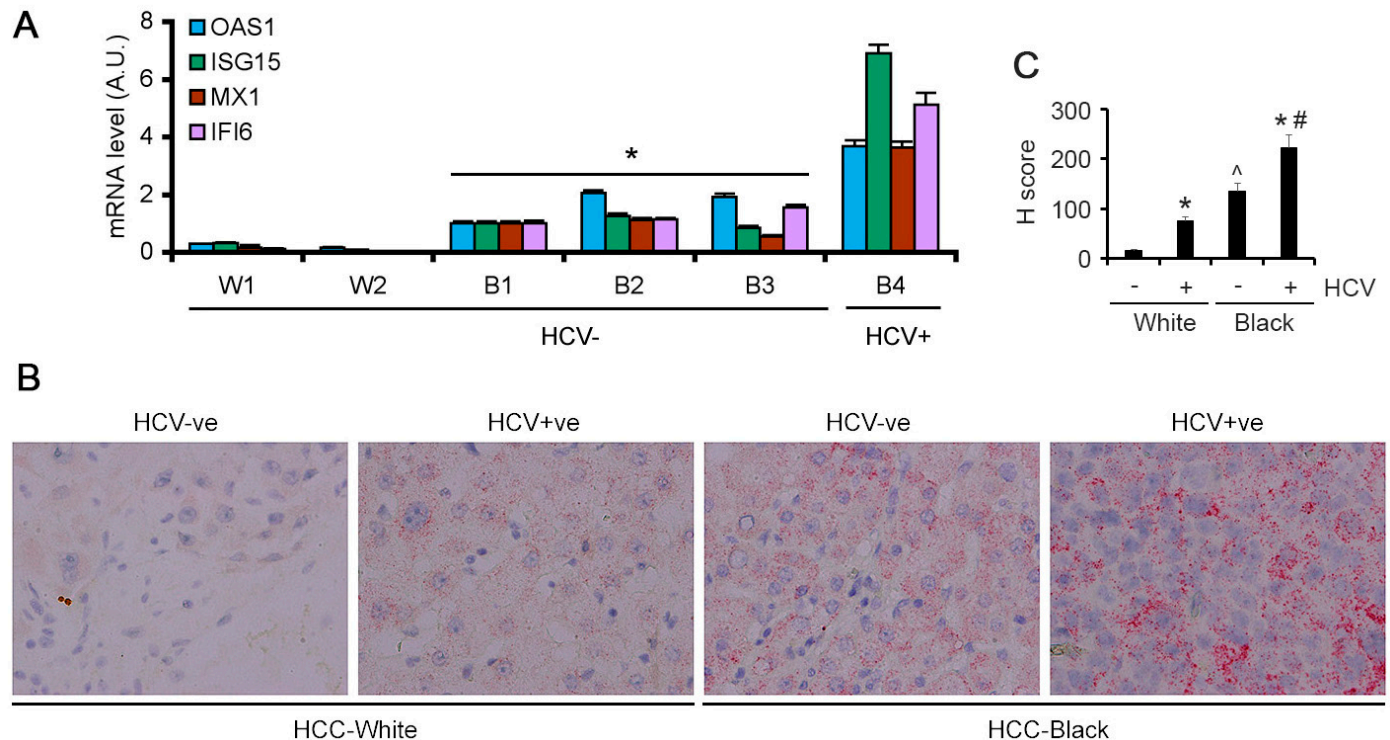 A
8
6
4
2
0
mRNA level (A.U.)
OAS1
ISG15
MX1
IFI6
*
W1 W2 B1 B2 B3 B4
HCV- HCV+
C
300
200
100
0
H score
* ^ * #
- + - + HCV
White Black
B
HCV-ve HCV+ve HCV-ve HCV+ve
HCC-White HCC-Black